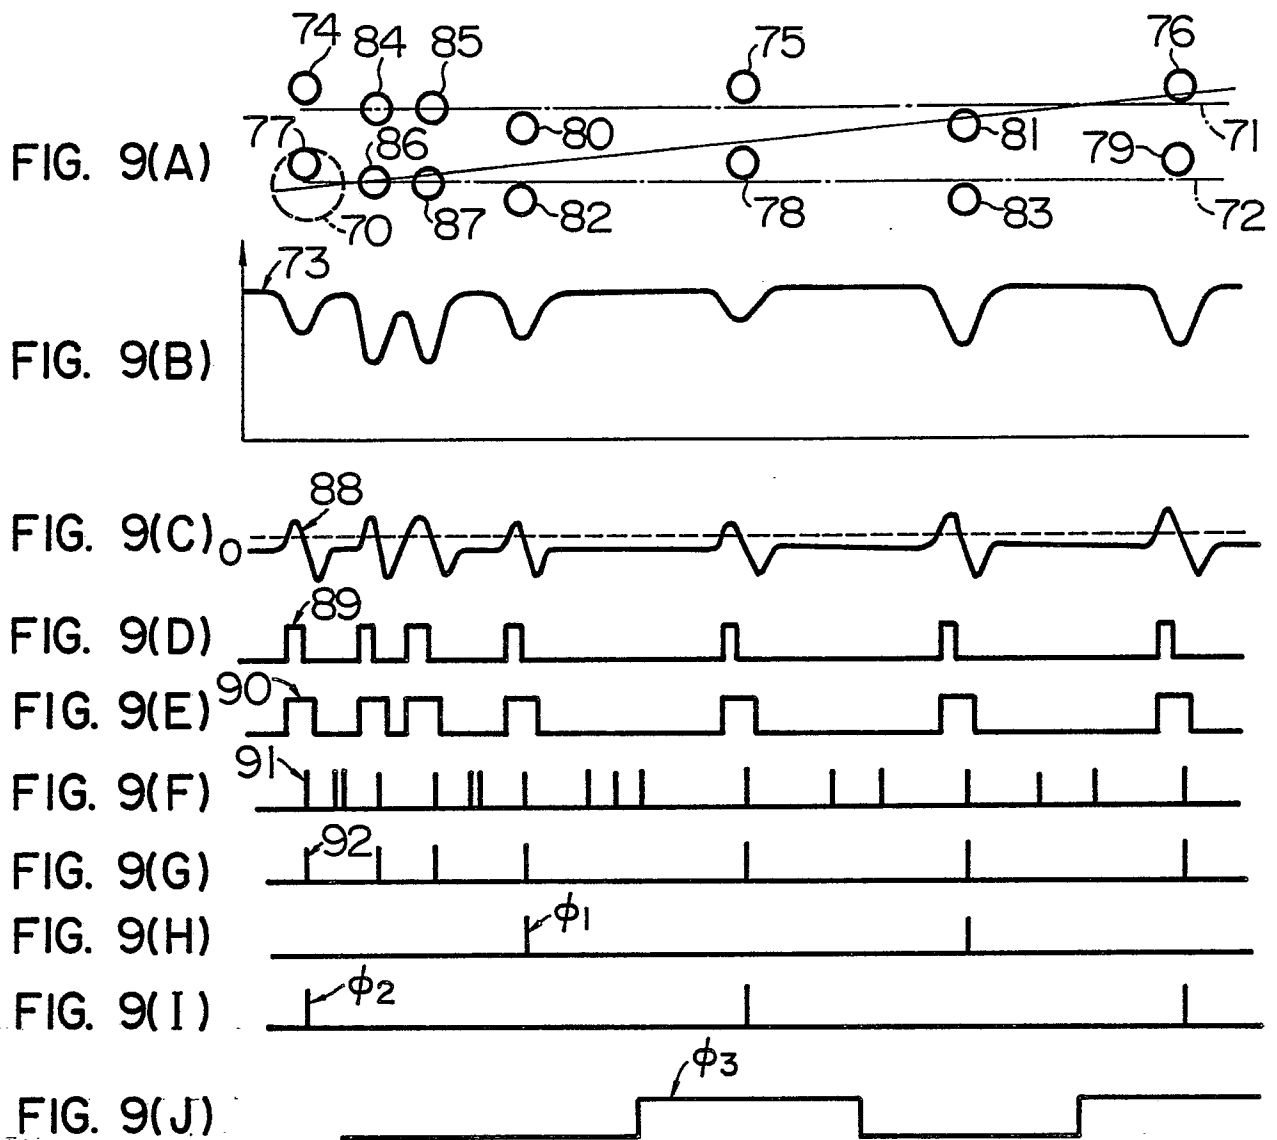 74 84 85 75 76
77 86 80 81 79 71
FIG. 9(A)
70 87 82 78 83 72
73
FIG. 9(B)
88
FIG. 9(C) 0
89
FIG. 9(D)
90
FIG. 9(E)
91
FIG. 9(F)
92
FIG. 9(G)
ϕ1
FIG. 9(H)
ϕ2
FIG. 9(I)
ϕ3
FIG. 9(J)